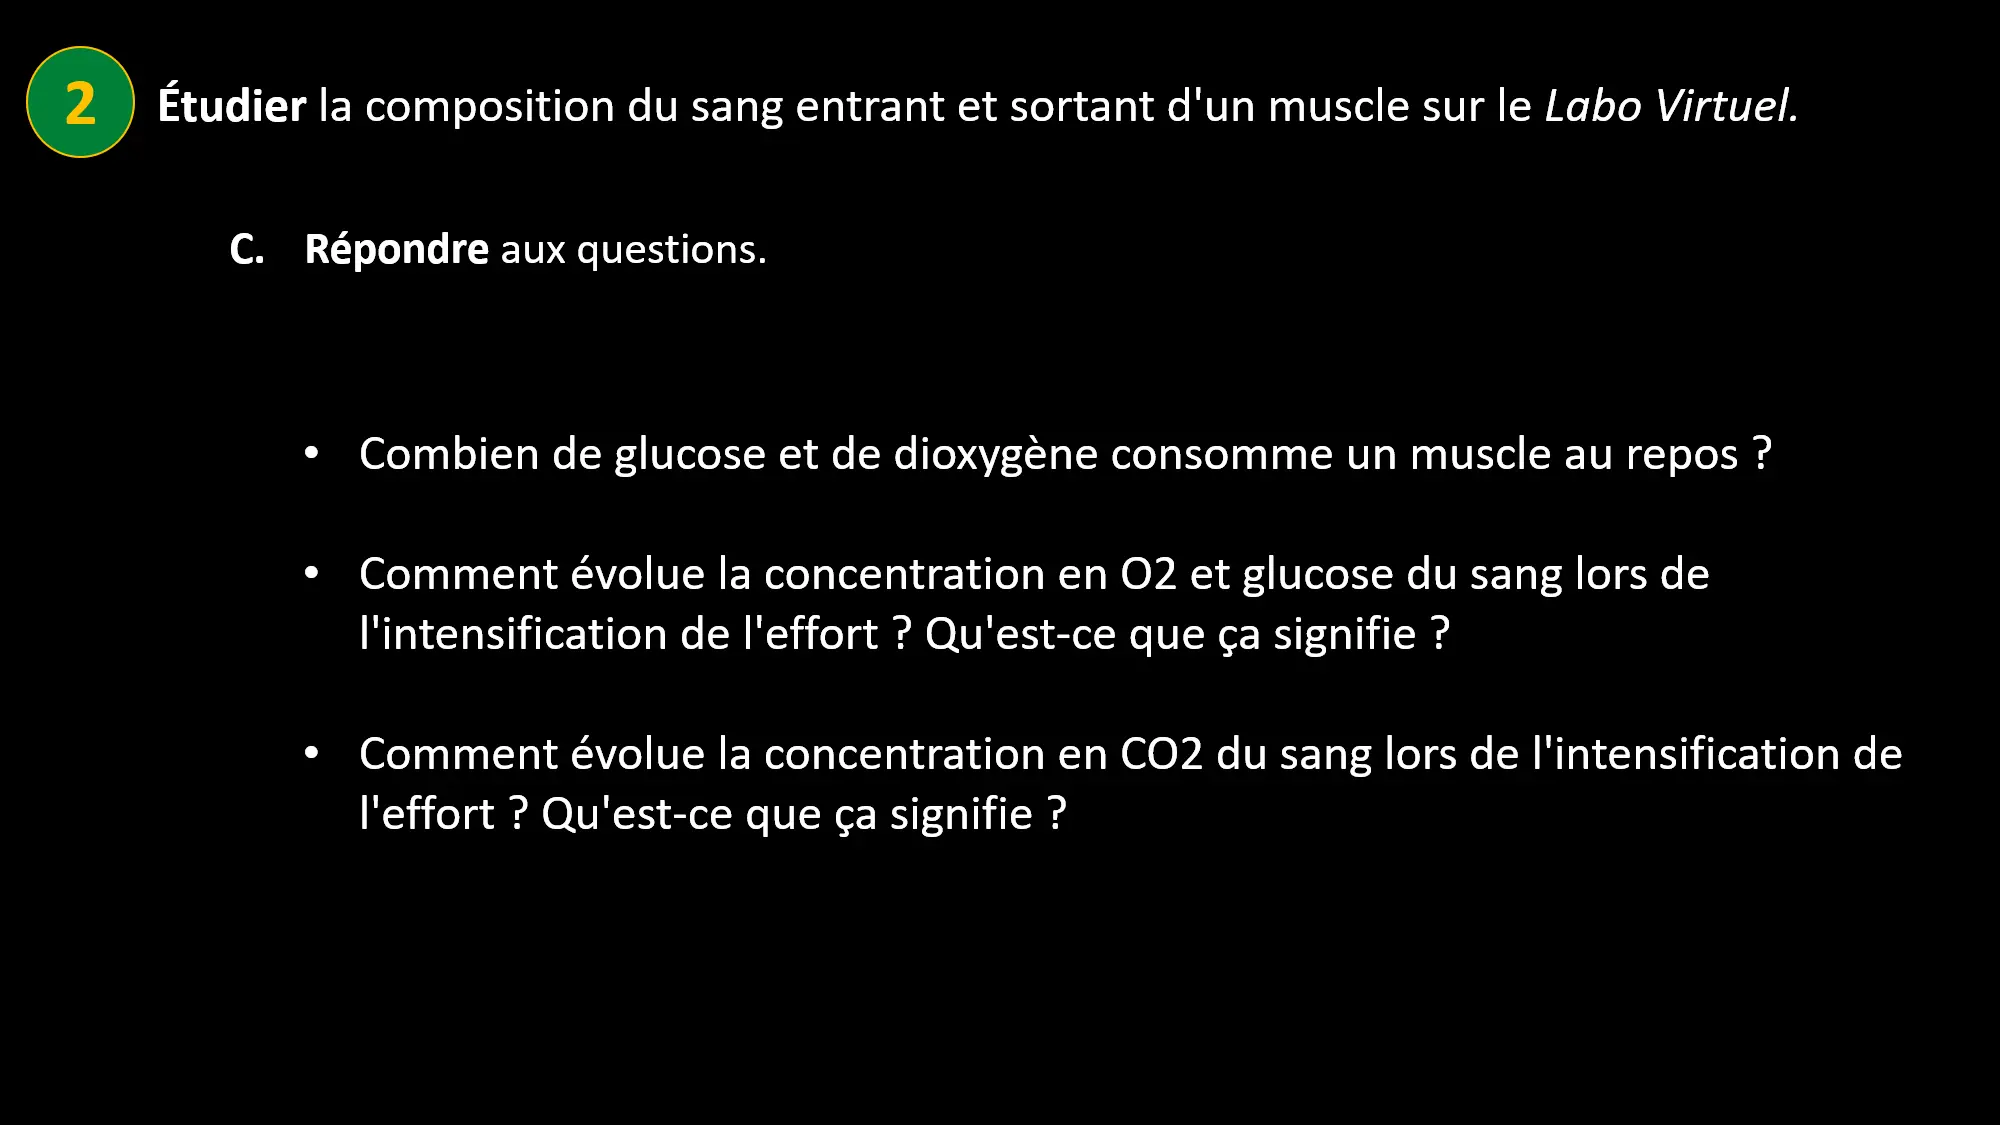 2
Étudier la composition du sang entrant et sortant d'un muscle sur le Labo Virtuel.
C. Répondre aux questions.
• Combien de glucose et de dioxygène consomme un muscle au repos ?
• Comment évolue la concentration en O2 et glucose du sang lors de
l'intensification de l'effort ? Qu'est-ce que ça signifie ?
• Comment évolue la concentration en CO2 du sang lors de l'intensification de
l'effort ? Qu'est-ce que ça signifie ?